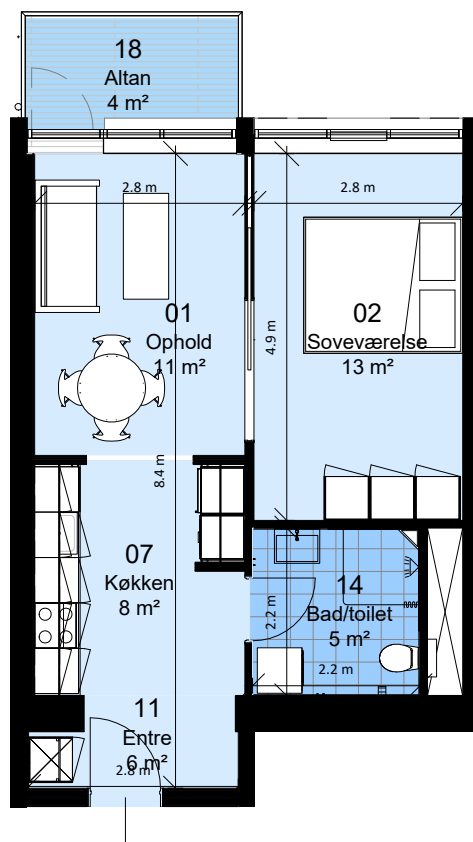 18
Altan
4 m²
2.8 m
2.8 m
01
Ophold
11 m²
02
Soveværelse
13 m²
4.9 m
8.4 m
07
Køkken
8 m²
14
Bad/toilet
5 m²
2.2 m
2.2 m
11
Entre
6 m²
2.8 m